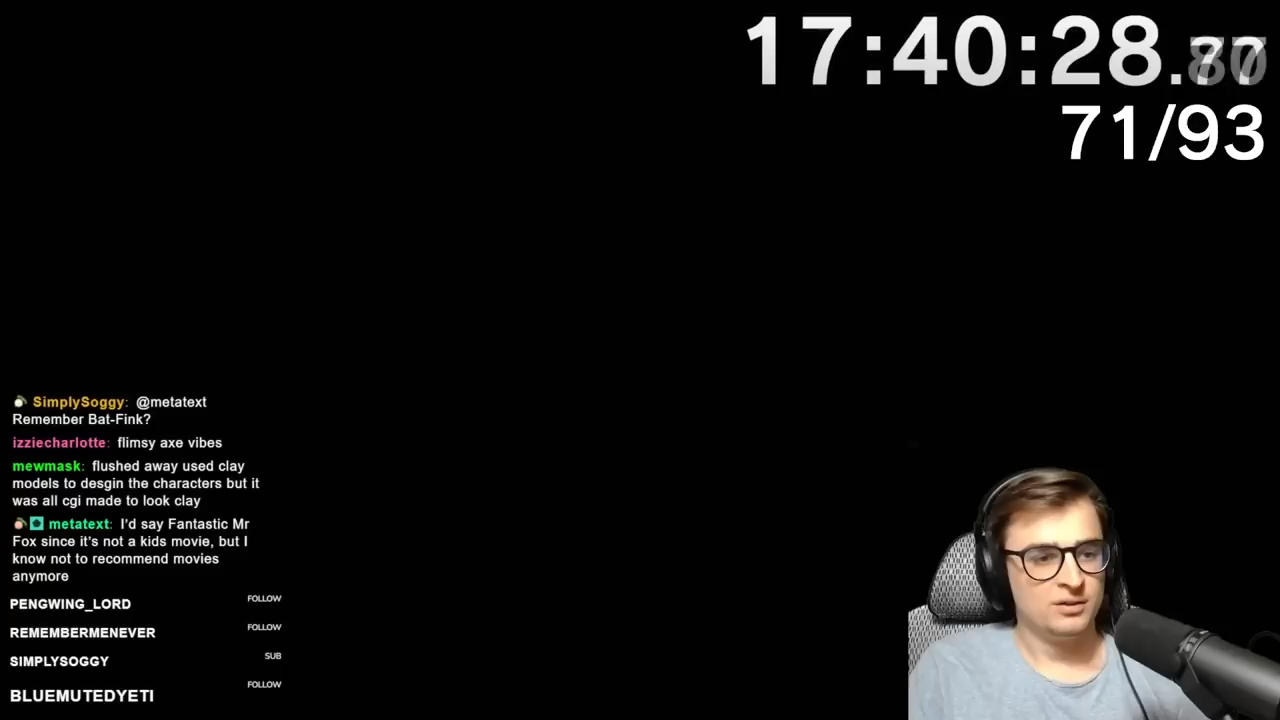 17:40:28.
71/93
SimplySoggy: @metatext
Remember Bat-Fink?
izziecharlotte: flimsy axe vibes
mewmask: flushed away used clay
models to desgin the characters but it
was all cgi made to look clay
metatext: I'd say Fantastic Mr
Fox since it's not a kids movie, but I
know not to recommend movies
anymore
PENGWING_LORD FOLLOW
REMEMBERMENEVER FOLLOW
SIMPLYSOGGY SUB
BLUEMUTEDYETI FOLLOW